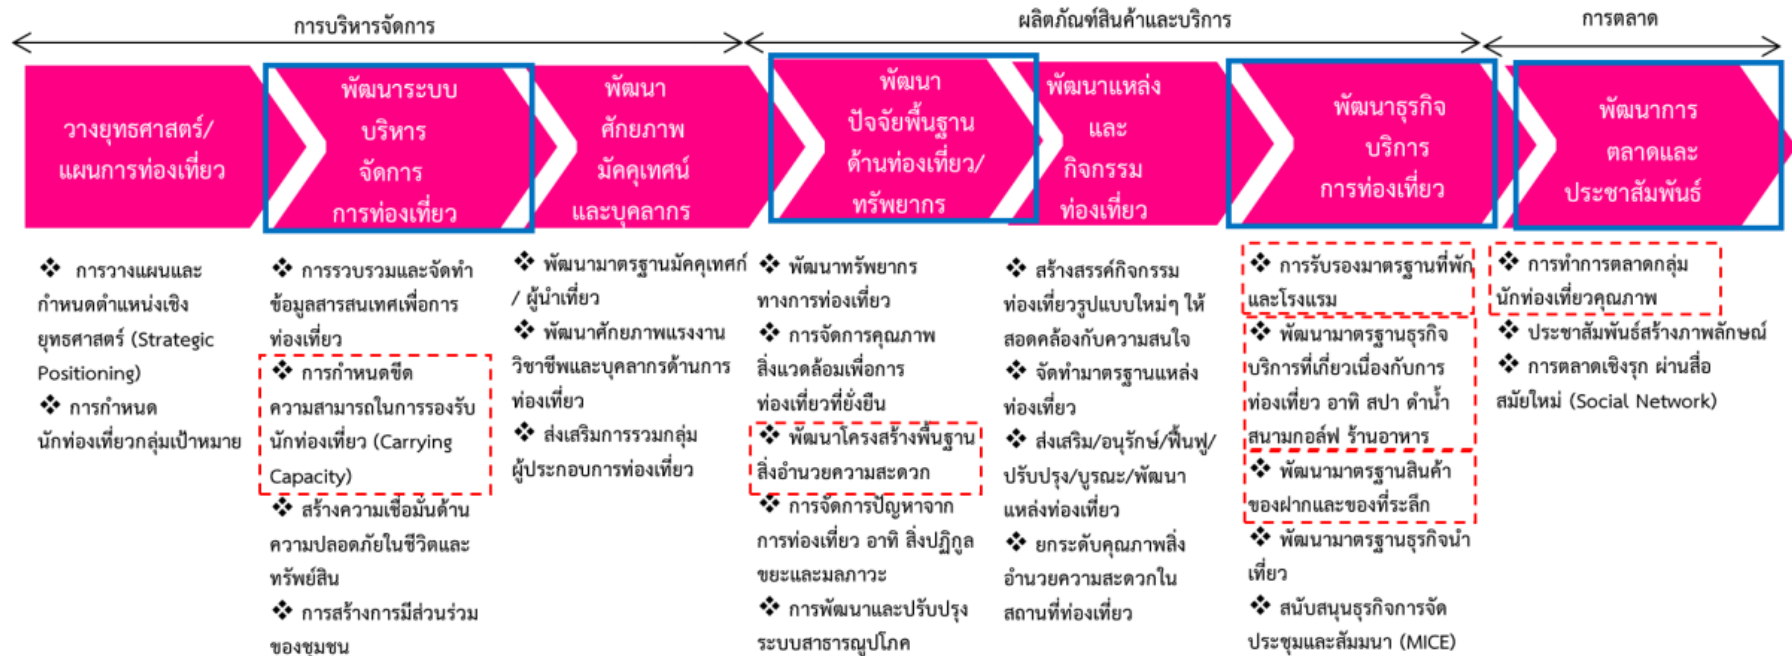 การบริหารจัดการ
ผลิตภัณฑ์สินค้าและบริการ
การตลาด
วางยุทธศาสตร์/
แผนการท่องเที่ยว
พัฒนาระบบ
บริหาร
จัดการ
การท่องเที่ยว
พัฒนา
ศักยภาพ
มัคคุเทศน์
และบุคลากร
พัฒนา
ปัจจัยพื้นฐาน
ด้านท่องเที่ยว/
ทรัพยากร
พัฒนาแหล่ง
และ
กิจกรรม
ท่องเที่ยว
พัฒนาธุรกิจ
บริการ
การท่องเที่ยว
พัฒนาการ
ตลาดและ
ประชาสัมพันธ์
❖ การวางแผนและ
กำหนดตำแหน่งเชิง
ยุทธศาสตร์ (Strategic
Positioning)
❖ การกำหนด
นักท่องเที่ยวกลุ่มเป้าหมาย
❖ การรวบรวมและจัดทำ
ข้อมูลสารสนเทศเพื่อการ
ท่องเที่ยว
❖ การกำหนดขีด
ความสามารถในการรองรับ
นักท่องเที่ยว (Carrying
Capacity)
❖ สร้างความเชื่อมั่นด้าน
ความปลอดภัยในชีวิตและ
ทรัพย์สิน
❖ การสร้างการมีส่วนร่วม
ของชุมชน
❖ พัฒนามาตรฐานมัคคุเทศก์
/ ผู้นำเที่ยว
❖ พัฒนาศักยภาพแรงงาน
วิชาชีพและบุคลากรด้านการ
ท่องเที่ยว
❖ ส่งเสริมการรวมกลุ่ม
ผู้ประกอบการท่องเที่ยว
❖ พัฒนาทรัพยากร
ทางการท่องเที่ยว
❖ การจัดการคุณภาพ
สิ่งแวดล้อมเพื่อการ
ท่องเที่ยวที่ยั่งยืน
❖ พัฒนาโครงสร้างพื้นฐาน
สิ่งอำนวยความสะดวก
❖ การจัดการปัญหาจาก
การท่องเที่ยว อาทิ สิ่งปฏิกูล
ขยะและมลภาวะ
❖ การพัฒนาและปรับปรุง
ระบบสาธารณูปโภค
❖ สร้างสรรค์กิจกรรม
ท่องเที่ยวรูปแบบใหม่ๆ ให้
สอดคล้องกับความสนใจ
❖ จัดทำมาตรฐานแหล่ง
ท่องเที่ยว
❖ ส่งเสริม/อนุรักษ์/ฟื้นฟู/
ปรับปรุง/บูรณะ/พัฒนา
แหล่งท่องเที่ยว
❖ ยกระดับคุณภาพสิ่ง
อำนวยความสะดวกใน
สถานที่ท่องเที่ยว
❖ การรับรองมาตรฐานที่พัก
และโรงแรม
❖ พัฒนามาตรฐานธุรกิจ
บริการที่เกี่ยวเนื่องกับการ
ท่องเที่ยว อาทิ สปา ดำน้ำ
สนามกอล์ฟ ร้านอาหาร
❖ พัฒนามาตรฐานสินค้า
ของฝากและของที่ระลึก
❖ พัฒนามาตรฐานธุรกิจนำ
เที่ยว
❖ สนับสนุนธุรกิจการจัด
ประชุมและสัมมนา (MICE)
❖ การทำการตลาดกลุ่ม
นักท่องเที่ยวคุณภาพ
❖ ประชาสัมพันธ์สร้างภาพลักษณ์
❖ การตลาดเชิงรุก ผ่านสื่อ
สมัยใหม่ (Social Network)